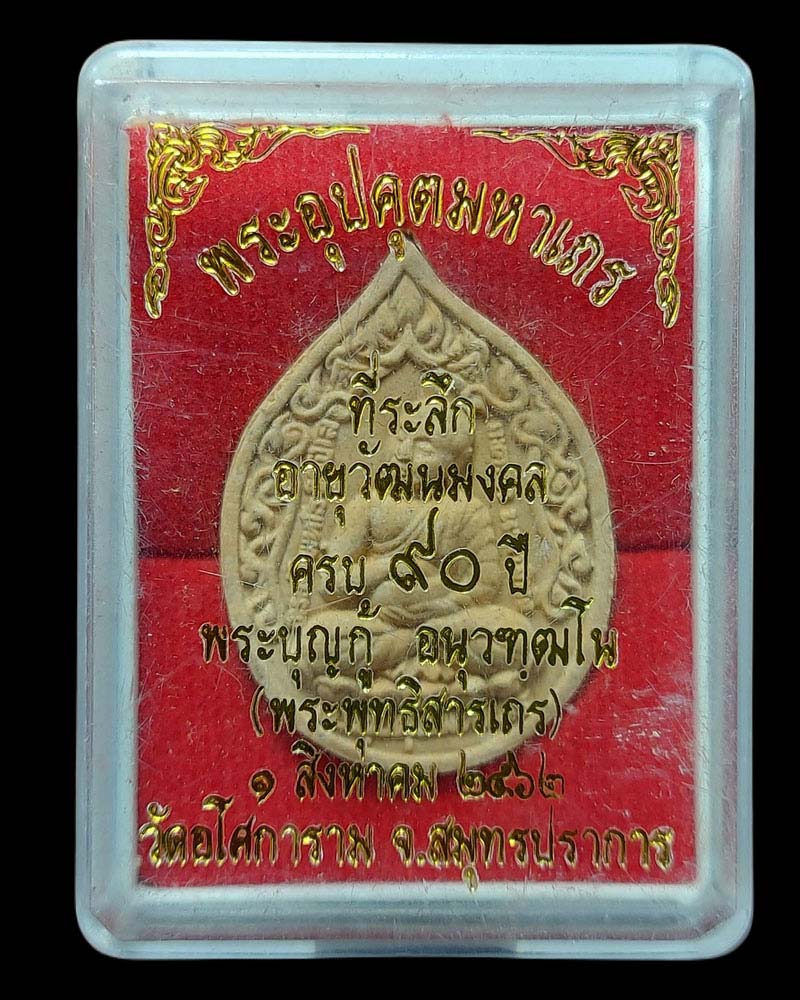 พระอุปคุตมหาเถร
ที่ระลึก
อายุวัฒนมงคล
ครบ ๙๐ ปี
พระบุญกู้ อนุวฑฺฒโน
(พระพุทธิสารเถร)
๑ สิงหาคม ๒๕๖๒
วัดอโศการาม จ.สมุทรปราการ